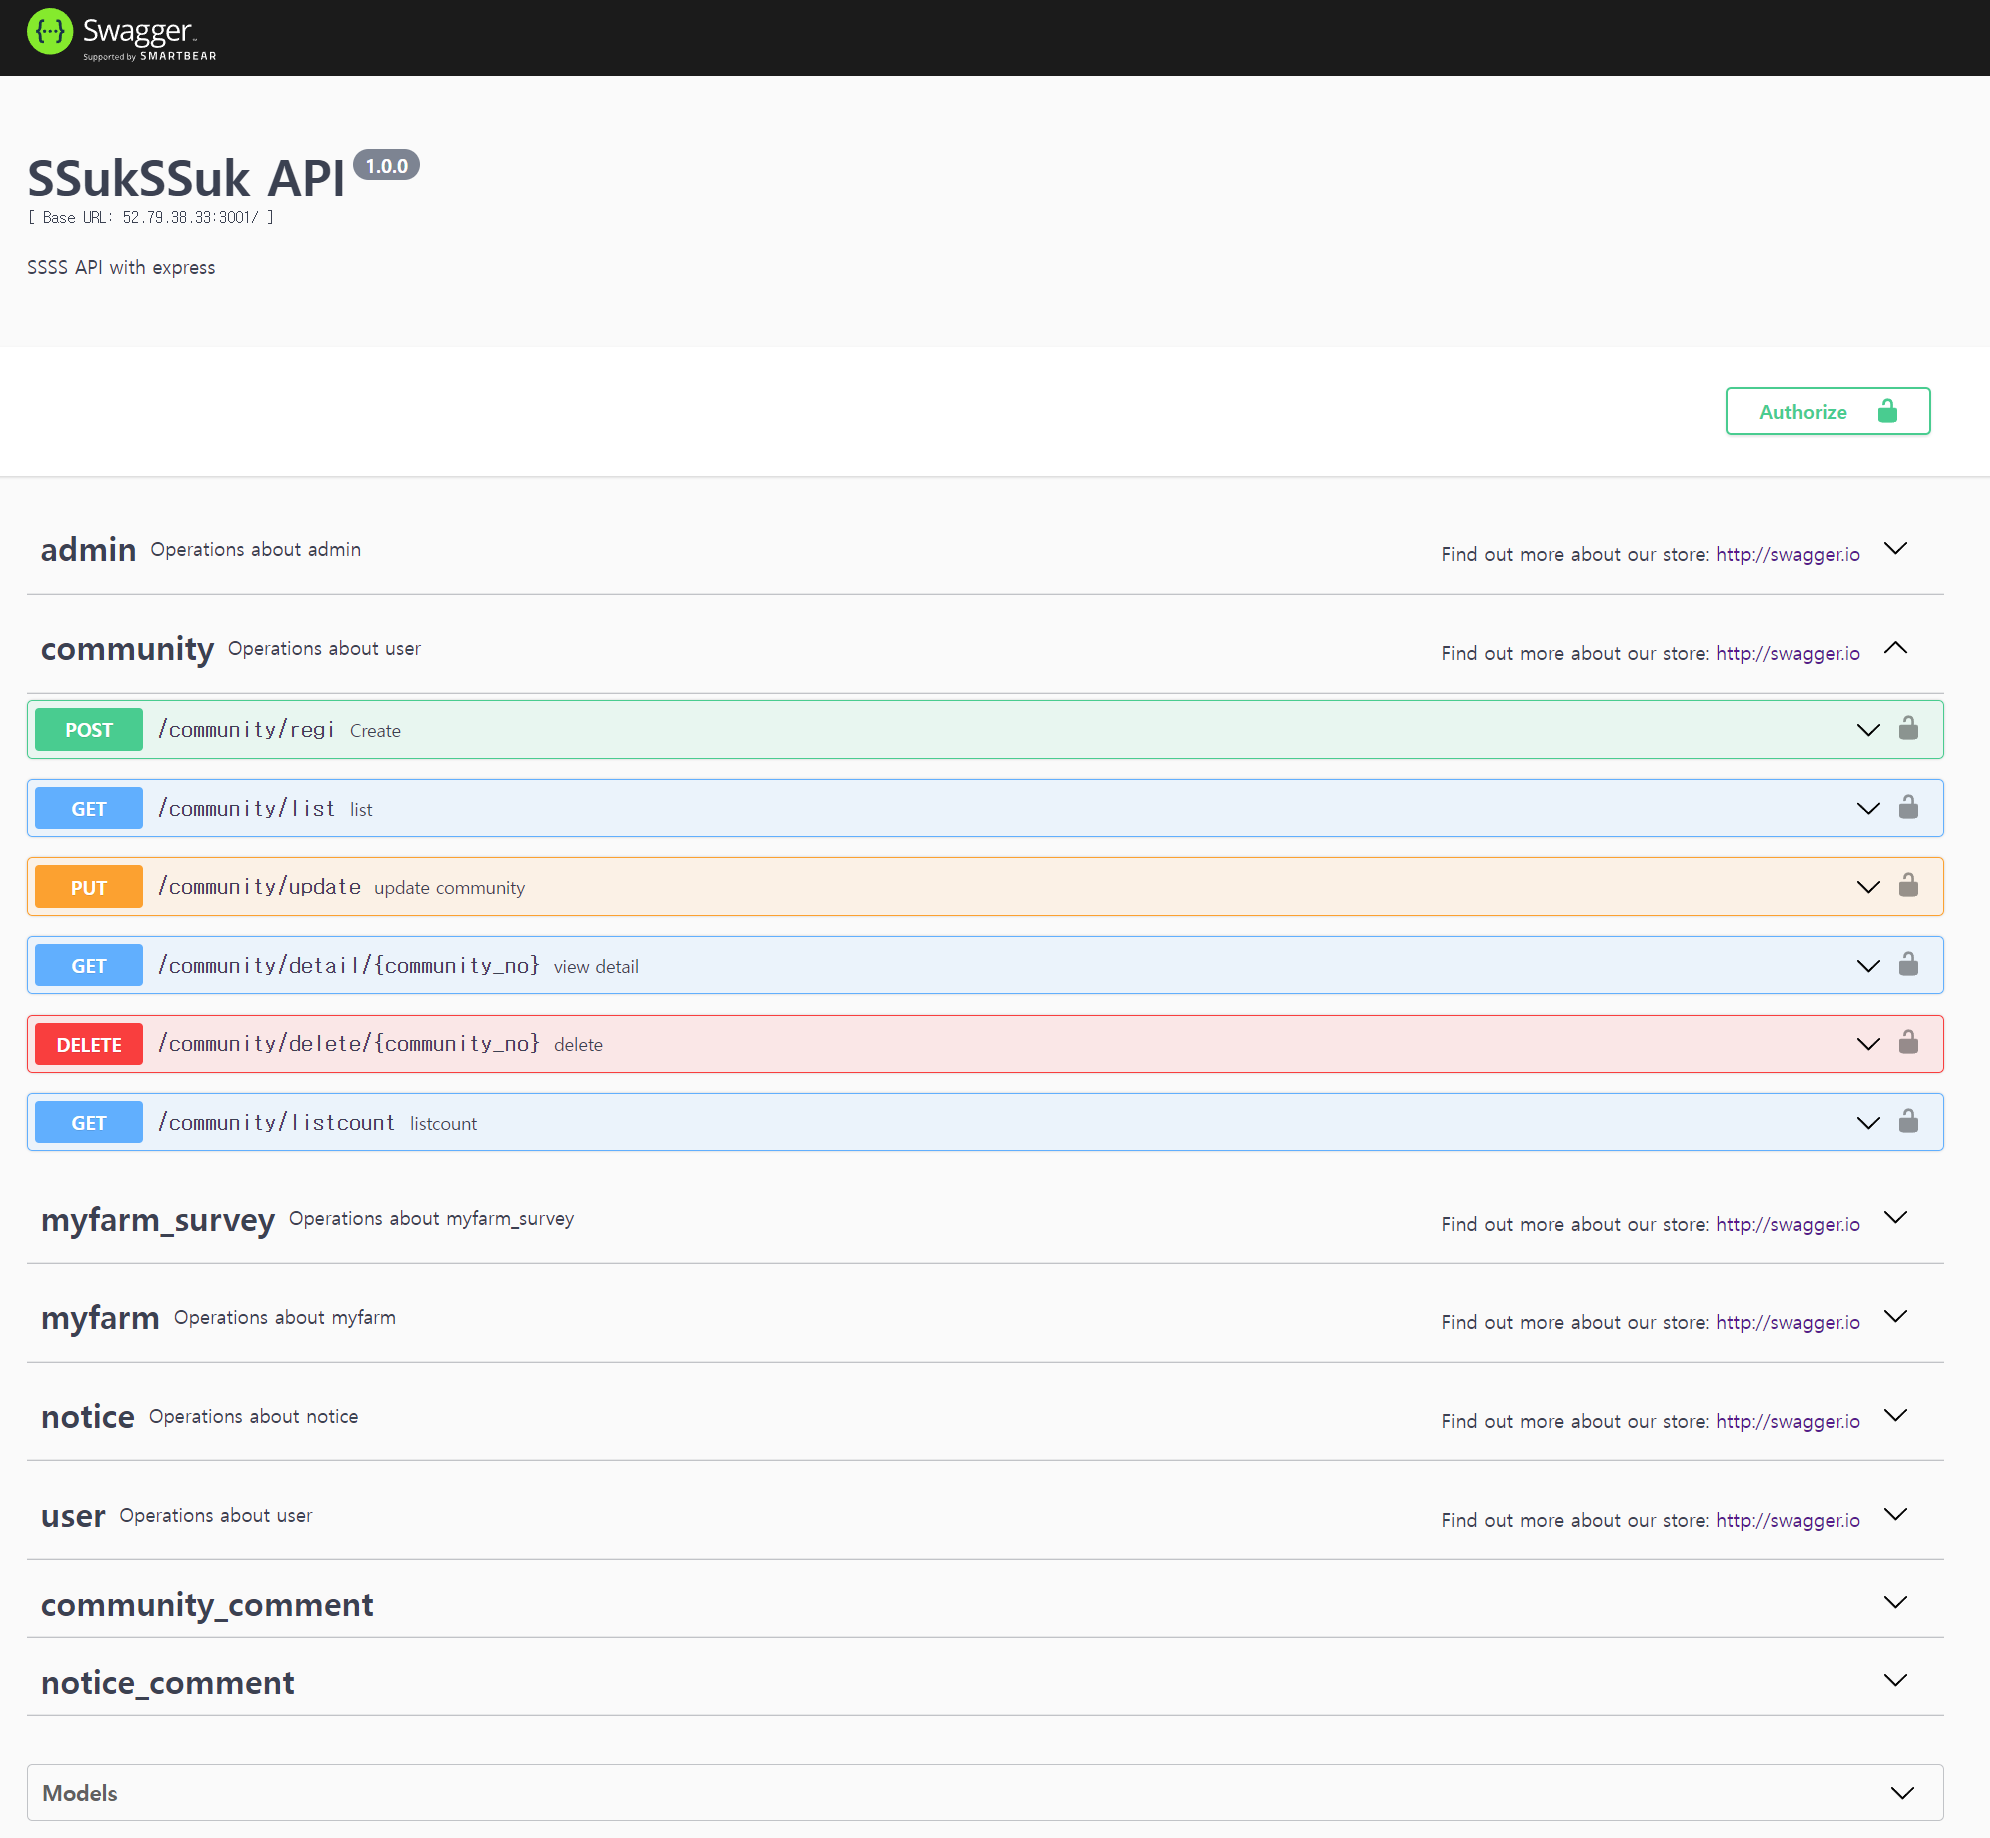 Swagger
Supported by SMARTBEAR
SSukSSuk API 1.0.0
[ Base URL: 52.79.38.33:3001/ ]
SSSS API with express
Authorize
admin Operations about admin Find out more about our store: http://swagger.io
community Operations about user Find out more about our store: http://swagger.io
POST /community/regi Create
GET /community/list list
PUT /community/update update community
GET /community/detail/{community_no} view detail
DELETE /community/delete/{community_no} delete
GET /community/listcount listcount
myfarm_survey Operations about myfarm_survey Find out more about our store: http://swagger.io
myfarm Operations about myfarm Find out more about our store: http://swagger.io
notice Operations about notice Find out more about our store: http://swagger.io
user Operations about user Find out more about our store: http://swagger.io
community_comment
notice_comment
Models